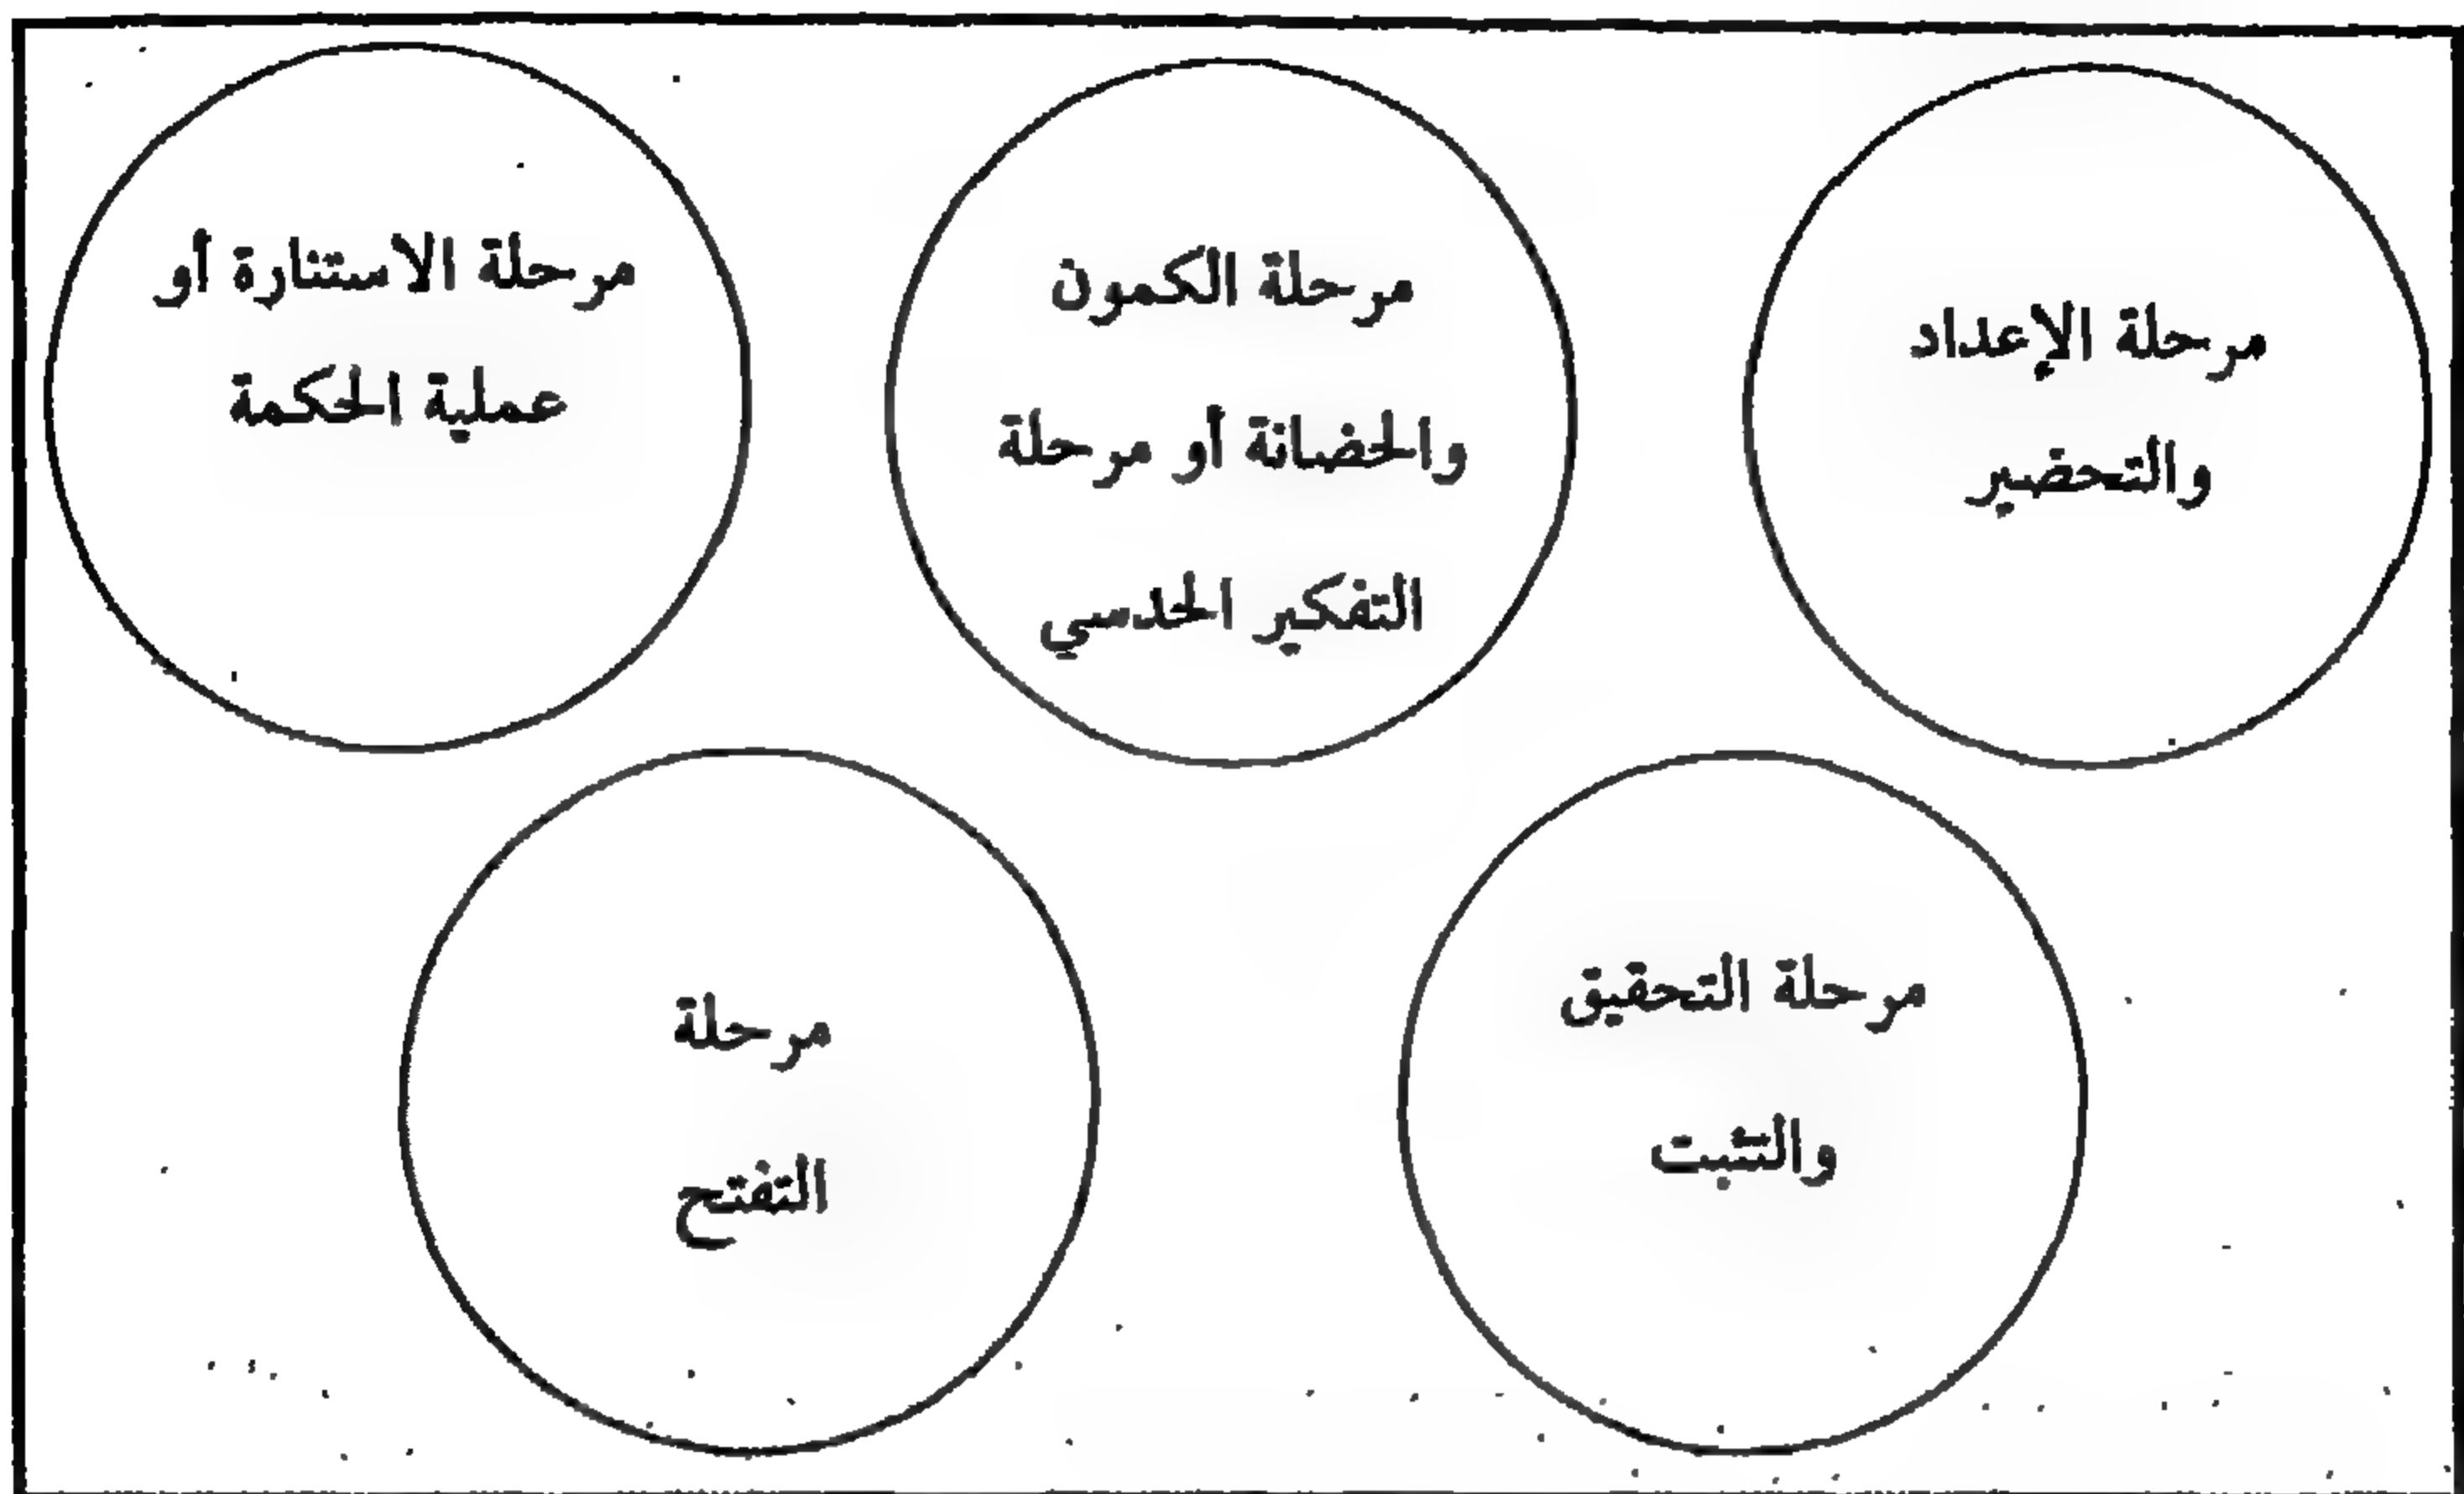 مرحلة الإعداد
والتحضير
مرحلة الكمون
والحضانة أو مرحلة
التفكير الحدسي
مرحلة الاستثارة أو
عملية الحكمة
مرحلة التحقيق
والتثبت
مرحلة
التفتح